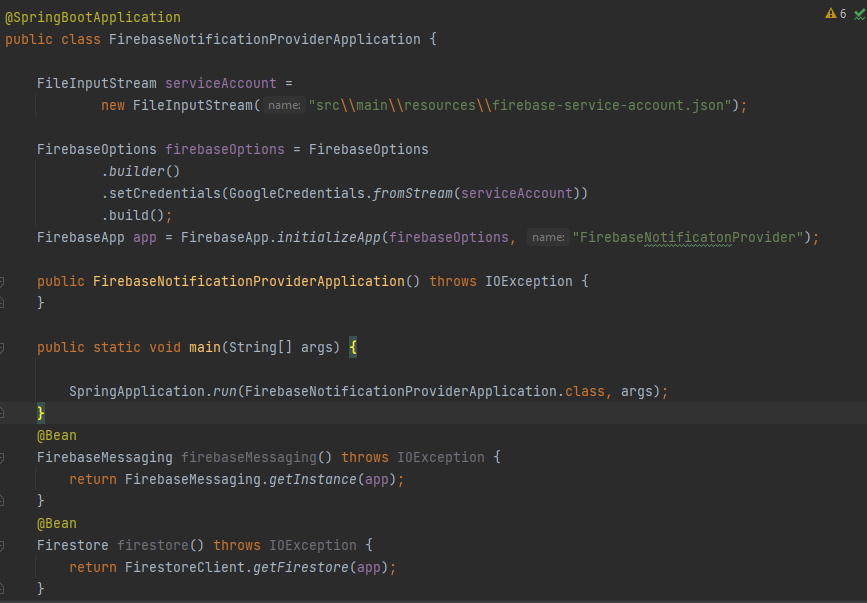 @SpringBootApplication
6
public class FirebaseNotificationProviderApplication {
FileInputStream serviceAccount =
new FileInputStream( name: "src\\main\\resources\\firebase-service-account.json");
FirebaseOptions firebaseOptions = FirebaseOptions
.builder()
.setCredentials(GoogleCredentials.fromStream(serviceAccount))
.build();
FirebaseApp app = FirebaseApp.initializeApp(firebaseOptions, name: "FirebaseNotificatonProvider");
public FirebaseNotificationProviderApplication() throws IOException {
}
public static void main(String[] args) {
SpringApplication.run(FirebaseNotificationProviderApplication.class, args);
}
@Bean
FirebaseMessaging firebaseMessaging() throws IOException {
return FirebaseMessaging.getInstance(app);
}
@Bean
Firestore firestore() throws IOException {
return FirestoreClient.getFirestore(app);
}